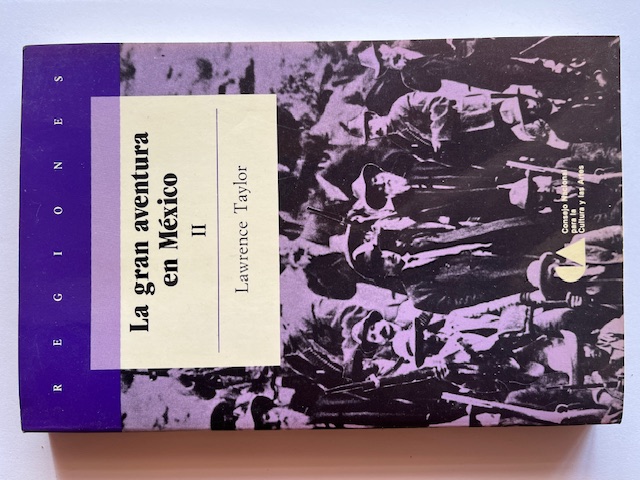 REGIONES
La gran aventura
en México
II
Lawrence Taylor
Consejo Nacional
para la
Cultura y las Artes